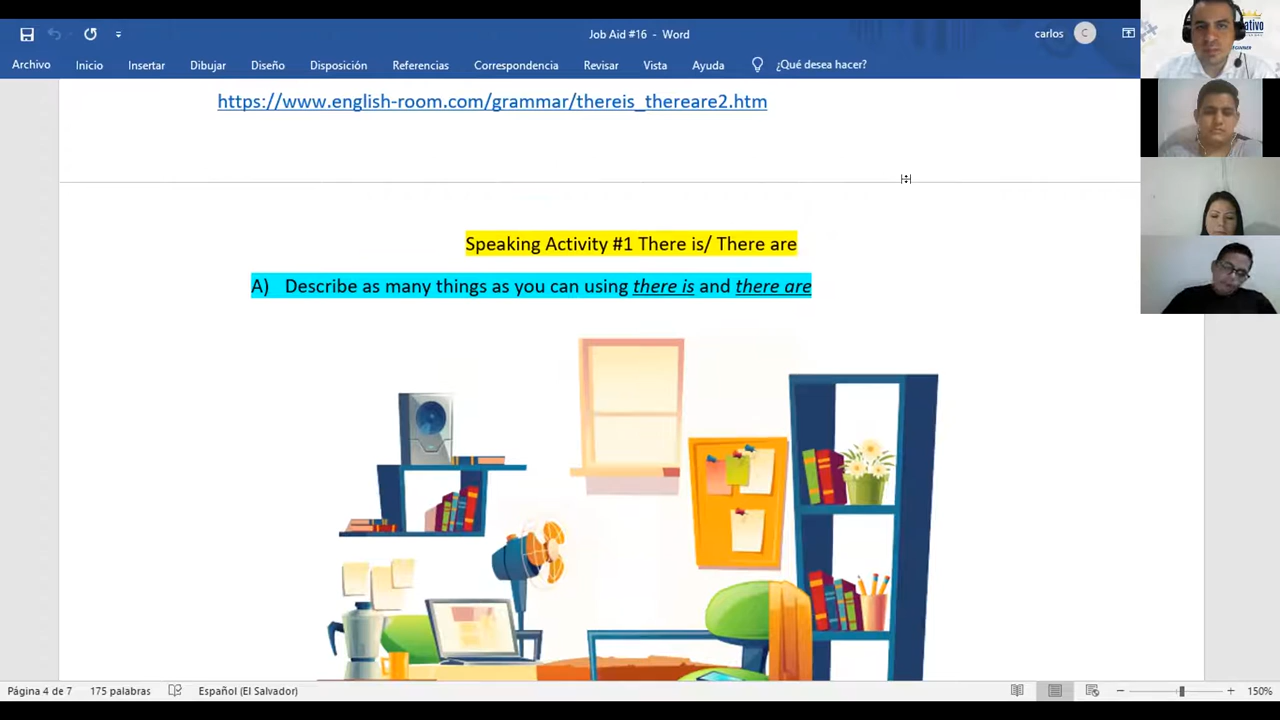 Job Aid #16 - Word
carlos
C
Archivo
Inicio
Insertar
Dibujar
Diseño
Disposición
Referencias
Correspondencia
Revisar
Vista
Ayuda
¿Qué desea hacer?
https://www.english-room.com/grammar/thereis_thereare2.htm
Speaking Activity #1 There is/ There are
A) Describe as many things as you can using there is and there are
Página 4 de 7
175 palabras
Español (El Salvador)
150%